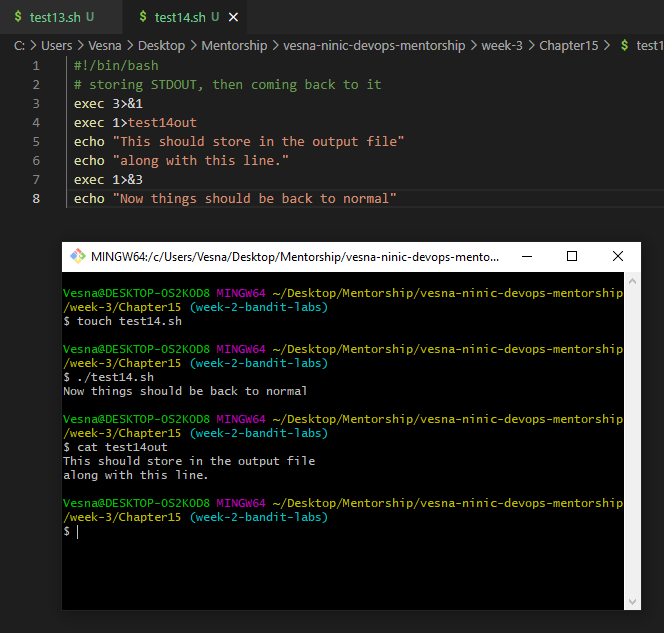 $ test13.sh U $ test14.sh U ×
C: > Users > Vesna > Desktop > Mentorship > vesna-ninic-devops-mentorship > week-3 > Chapter15 > $ test1
1 #!/bin/bash
2 # storing STDOUT, then coming back to it
3 exec 3>&1
4 exec 1>test14out
5 echo "This should store in the output file"
6 echo "along with this line."
7 exec 1>&3
8 echo "Now things should be back to normal"
MINGW64:/c/Users/Vesna/Desktop/Mentorship/vesna-ninic-devops-mento...
Vesna@DESKTOP-OS2KOD8 MINGW64 ~/Desktop/Mentorship/vesna-ninic-devops-mentorship
/week-3/Chapter15 (week-2-bandit-labs)
$ touch test14.sh
Vesna@DESKTOP-OS2KOD8 MINGW64 ~/Desktop/Mentorship/vesna-ninic-devops-mentorship
/week-3/Chapter15 (week-2-bandit-labs)
$ ./test14.sh
Now things should be back to normal
Vesna@DESKTOP-OS2KOD8 MINGW64 ~/Desktop/Mentorship/vesna-ninic-devops-mentorship
/week-3/Chapter15 (week-2-bandit-labs)
$ cat test14out
This should store in the output file
along with this line.
Vesna@DESKTOP-OS2KOD8 MINGW64 ~/Desktop/Mentorship/vesna-ninic-devops-mentorship
/week-3/Chapter15 (week-2-bandit-labs)
$